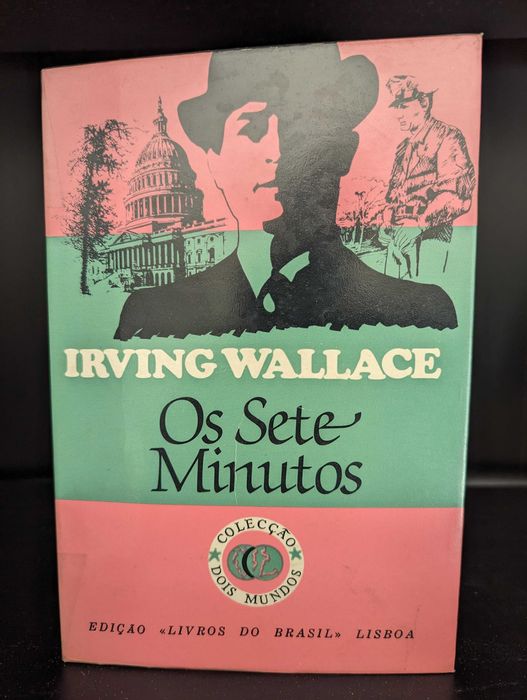 IRVING WALLACE
Os Sete
Minutos
COLECÇÃO
DOIS MUNDOS
EDIÇÃO «LIVROS DO BRASIL» LISBOA